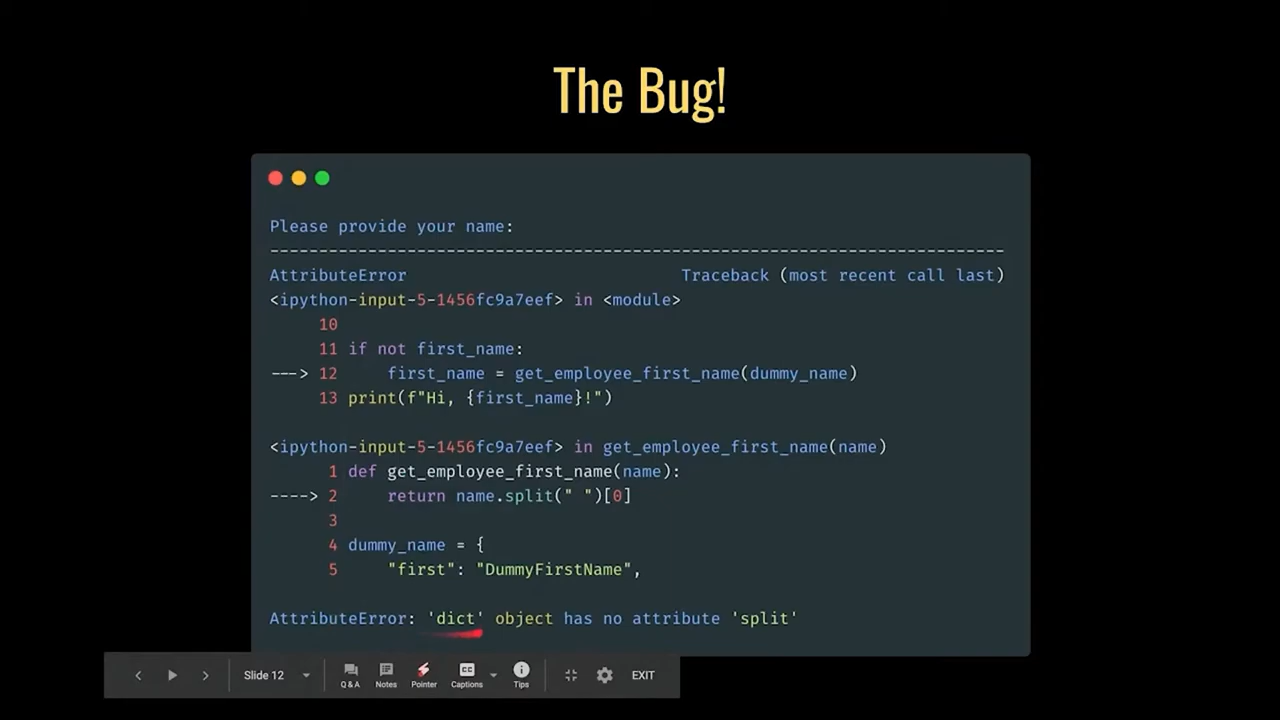 The Bug!
Please provide your name:
---------------------------------------------------------------------------
AttributeError                            Traceback (most recent call last)
<ipython-input-5-1456fc9a7eef> in <module>
     10
     11 if not first_name:
---> 12     first_name = get_employee_first_name(dummy_name)
     13 print(f"Hi, {first_name}!")
<ipython-input-5-1456fc9a7eef> in get_employee_first_name(name)
      1 def get_employee_first_name(name):
----> 2     return name.split(" ")[0]
      3
      4 dummy_name = {
      5     "first": "DummyFirstName",
AttributeError: 'dict' object has no attribute 'split'
Slide 12 Q & A Notes Pointer CC Captions Tips EXIT